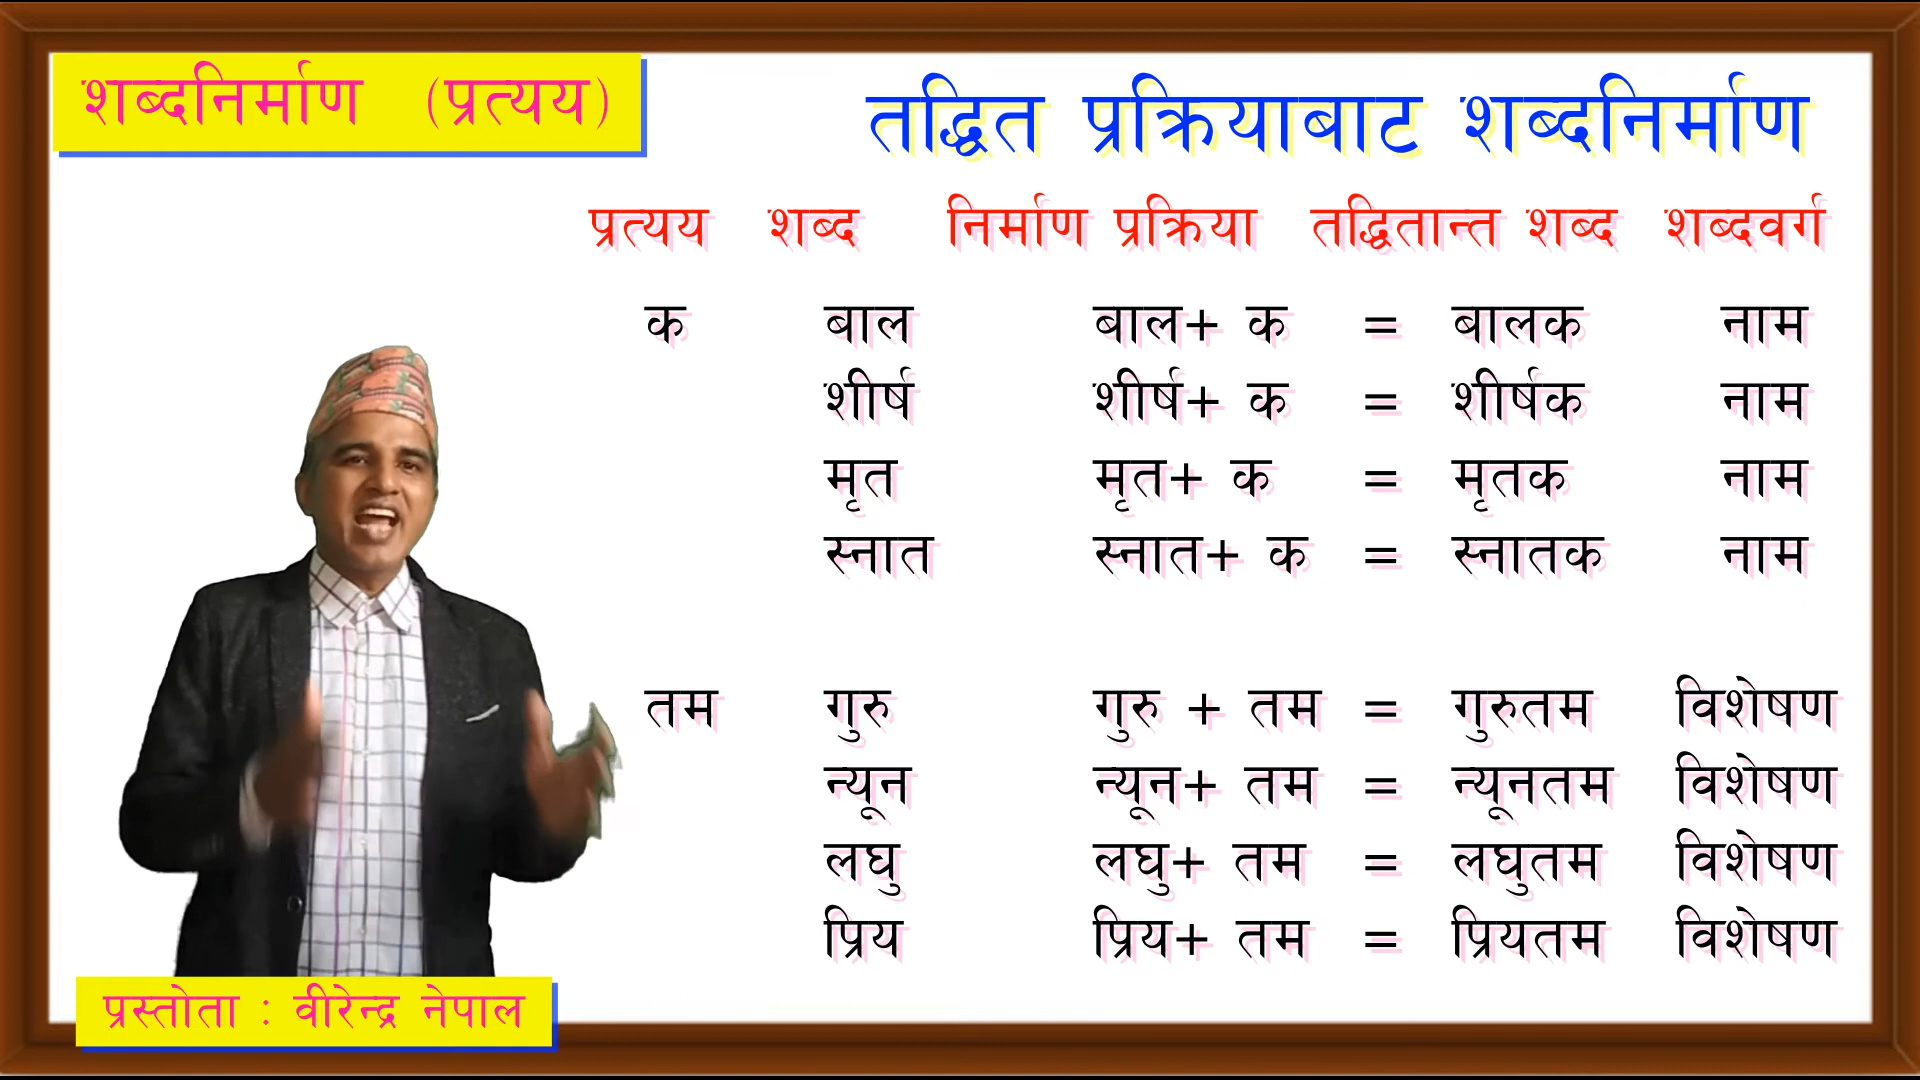 शब्दनिर्माण (प्रत्यय)
तद्धित प्रक्रियाबाट शब्दनिर्माण
प्रत्यय शब्द निर्माण प्रक्रिया तद्धितान्त शब्द शब्दवर्ग
क बाल बाल+ क = बालक नाम
शीर्ष शीर्ष+ क = शीर्षक नाम
मृत मृत+ क = मृतक नाम
स्नात स्नात+ क = स्नातक नाम
तम गुरु गुरु + तम = गुरुतम विशेषण
न्यून न्यून+ तम = न्यूनतम विशेषण
लघु लघु+ तम = लघुतम विशेषण
प्रिय प्रिय+ तम = प्रियतम विशेषण
प्रस्तोता : वीरेन्द्र नेपाल